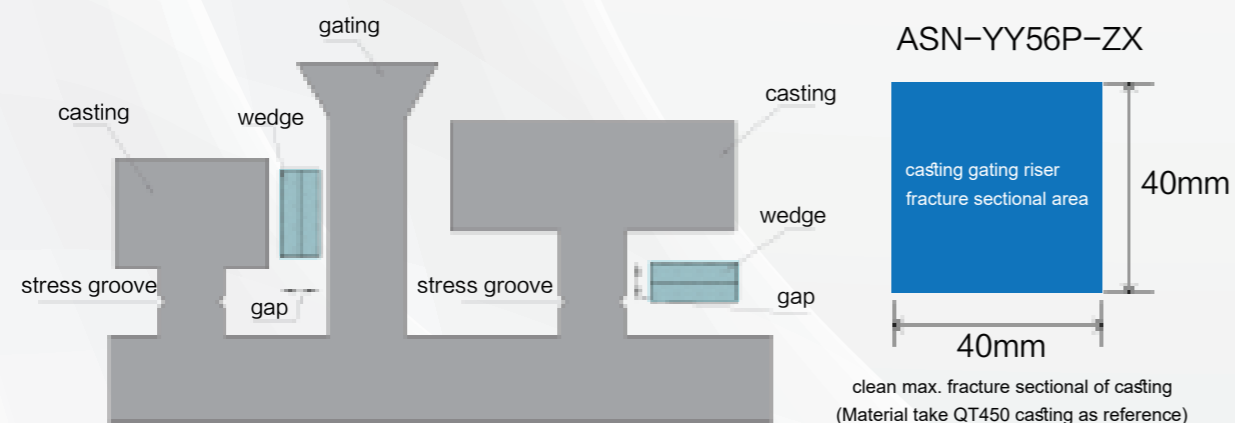 gating
casting
wedge
stress groove
gap
casting
wedge
stress groove
gap
ASN-YY56P-ZX
casting gating riser
fracture sectional area
40mm
40mm
clean max. fracture sectional of casting
(Material take QT450 casting as reference)